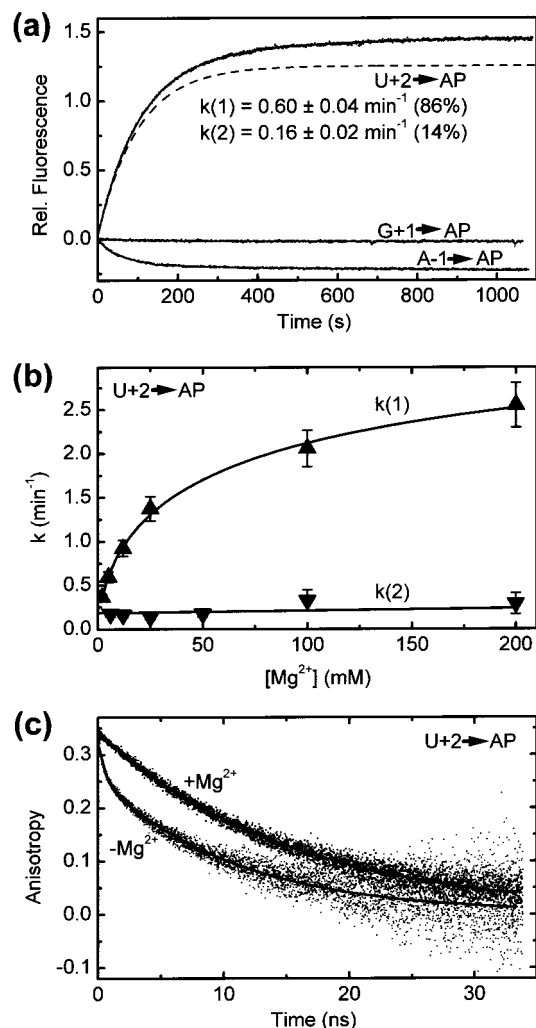 (a)
1.5
1.0
0.5
0.0
Rel. Fluorescence
U+2➔AP
k(1) = 0.60 ± 0.04 min⁻¹ (86%)
k(2) = 0.16 ± 0.02 min⁻¹ (14%)
G+1➔AP
A-1➔AP
0 200 400 600 800 1000
Time (s)
(b)
U+2➔AP
k(1)
2.5
2.0
1.5
1.0
0.5
0.0
k (min⁻¹)
k(2)
0 50 100 150 200
[Mg²⁺] (mM)
(c)
U+2➔AP
0.3
0.2
0.1
0.0
-0.1
Anisotropy
+Mg²⁺
-Mg²⁺
0 10 20 30
Time (ns)